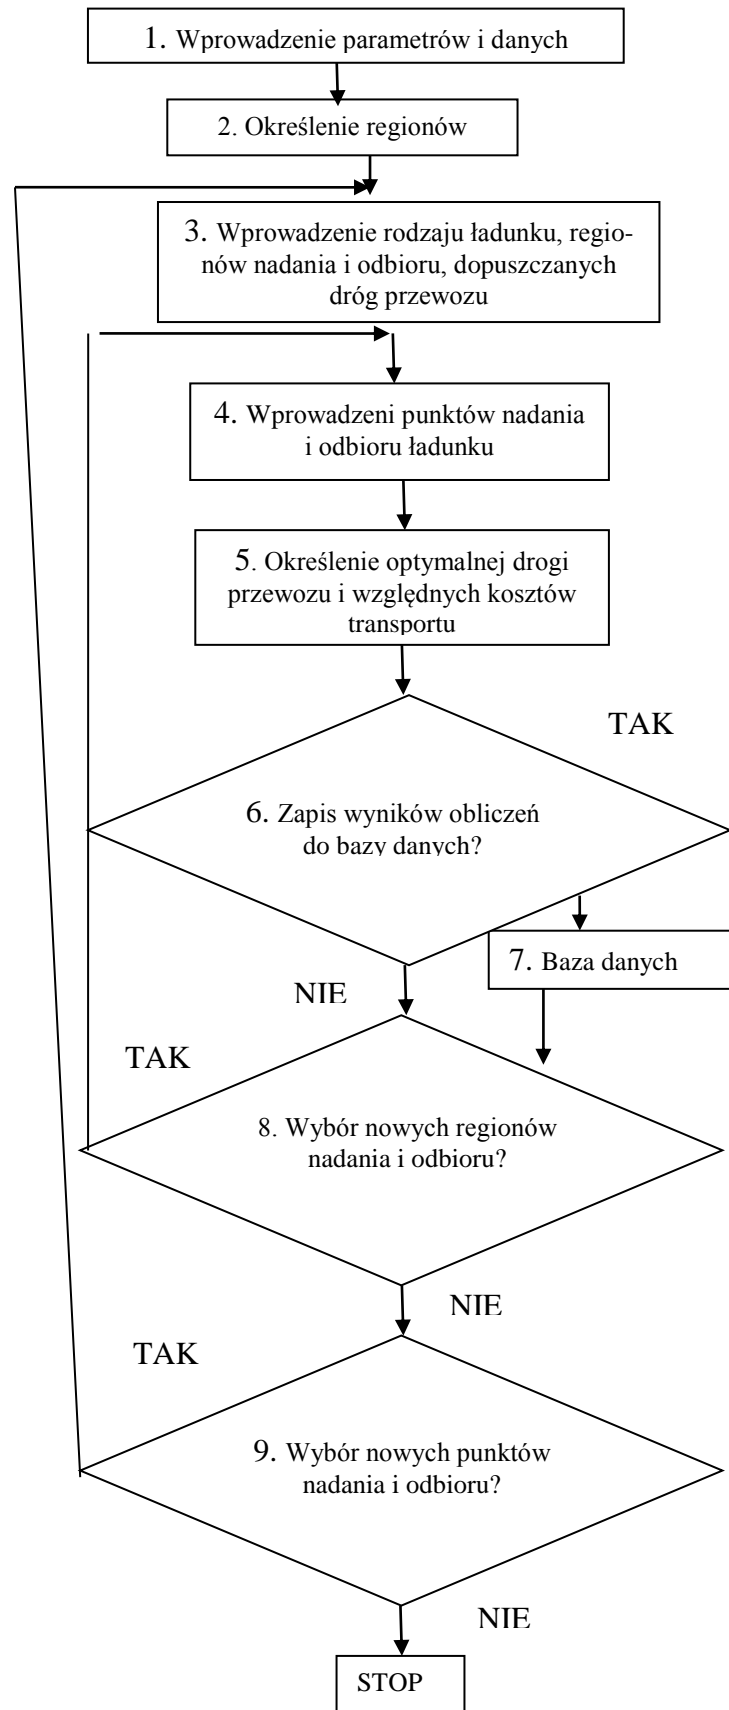 1. Wprowadzenie parametrów i danych
2. Określenie regionów
3. Wprowadzenie rodzaju ładunku, regio-
nów nadania i odbioru, dopuszczanych
dróg przewozu
4. Wprowadzeni punktów nadania
i odbioru ładunku
5. Określenie optymalnej drogi
przewozu i względnych kosztów
transportu
TAK
6. Zapis wyników obliczeń
do bazy danych?
7. Baza danych
NIE
TAK
8. Wybór nowych regionów
nadania i odbioru?
NIE
TAK
9. Wybór nowych punktów
nadania i odbioru?
NIE
STOP